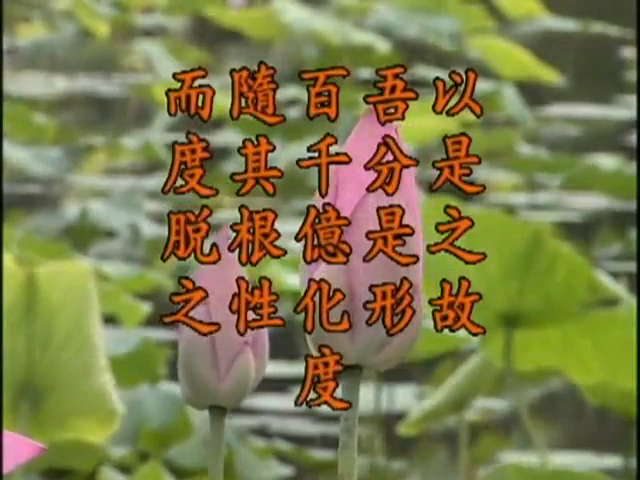 以是之故
吾分是形
百千億化度
隨其根性
而度脱之